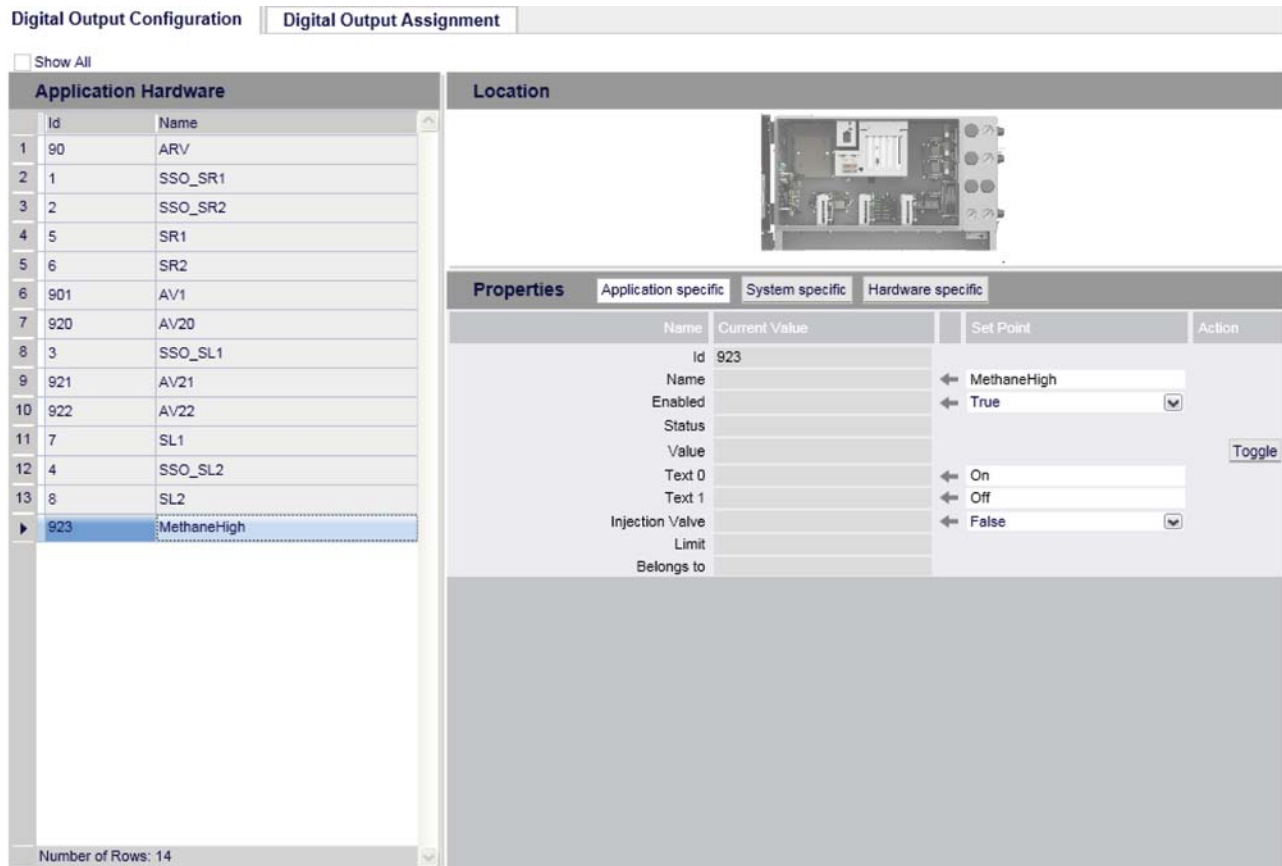 Digital Output Configuration Digital Output Assignment
Show All
Application Hardware
Id Name
1 90 ARV
2 1 SSO_SR1
3 2 SSO_SR2
4 5 SR1
5 6 SR2
6 901 AV1
7 920 AV20
8 3 SSO_SL1
9 921 AV21
10 922 AV22
11 7 SL1
12 4 SSO_SL2
13 8 SL2
923 MethaneHigh
Number of Rows: 14
Location
Properties Application specific System specific Hardware specific
Name Current Value Set Point Action
Id 923
Name MethaneHigh
Enabled True
Status
Value Toggle
Text 0 On
Text 1 Off
Injection Valve False
Limit
Belongs to